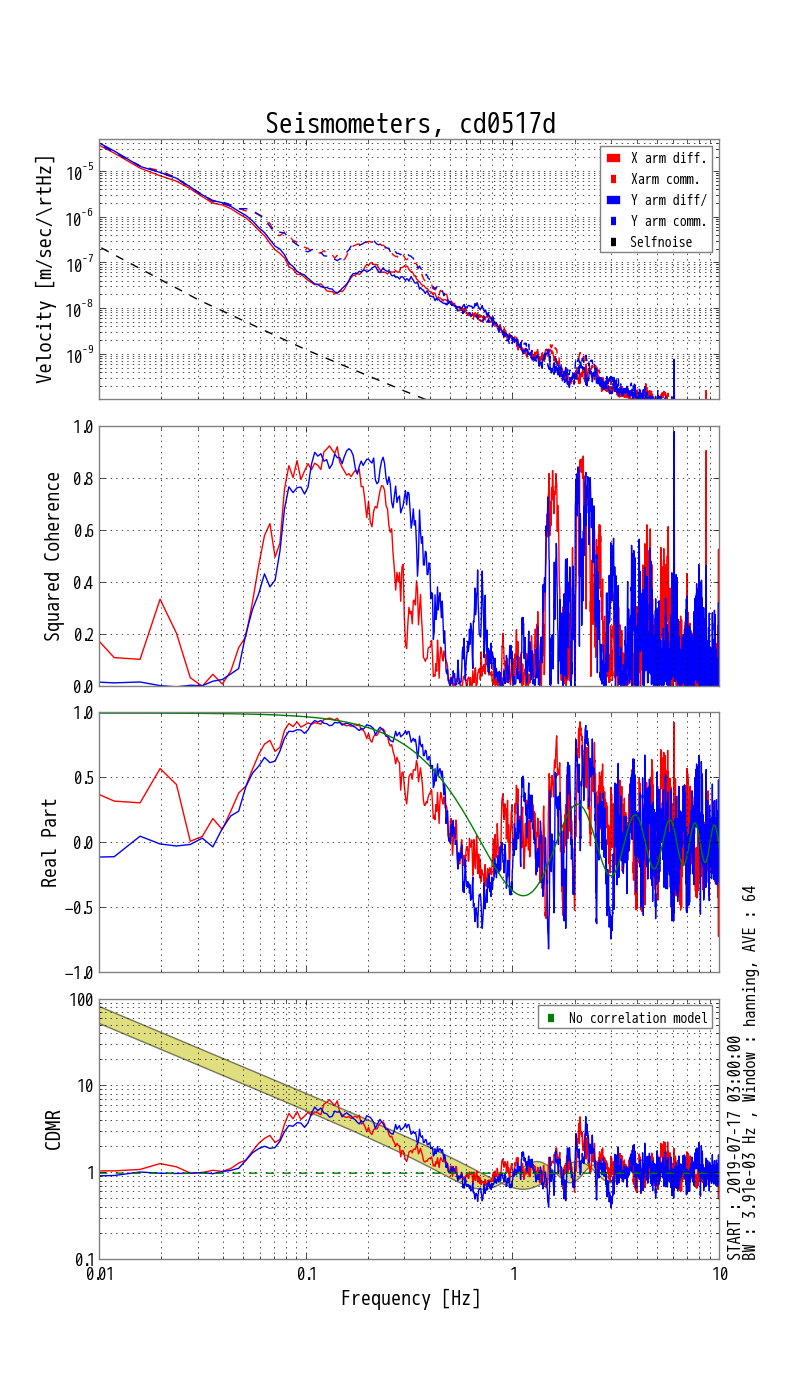 Seismometers, cd0517d
Velocity [m/sec/\rtHz]
10^-5
10^-6
10^-7
10^-8
10^-9
X arm diff.
Xarm comm.
Y arm diff/
Y arm comm.
Selfnoise
Squared Coherence
1.0
0.8
0.6
0.4
0.2
0.0
Real Part
1.0
0.5
0.0
−0.5
−1.0
CDMR
100
10
1
0.1
No correlation model
0.01
0.1
1
10
Frequency [Hz]
START : 2019-07-17 03:00:00
BW : 3.91e-03 Hz , Window : hanning, AVE : 64